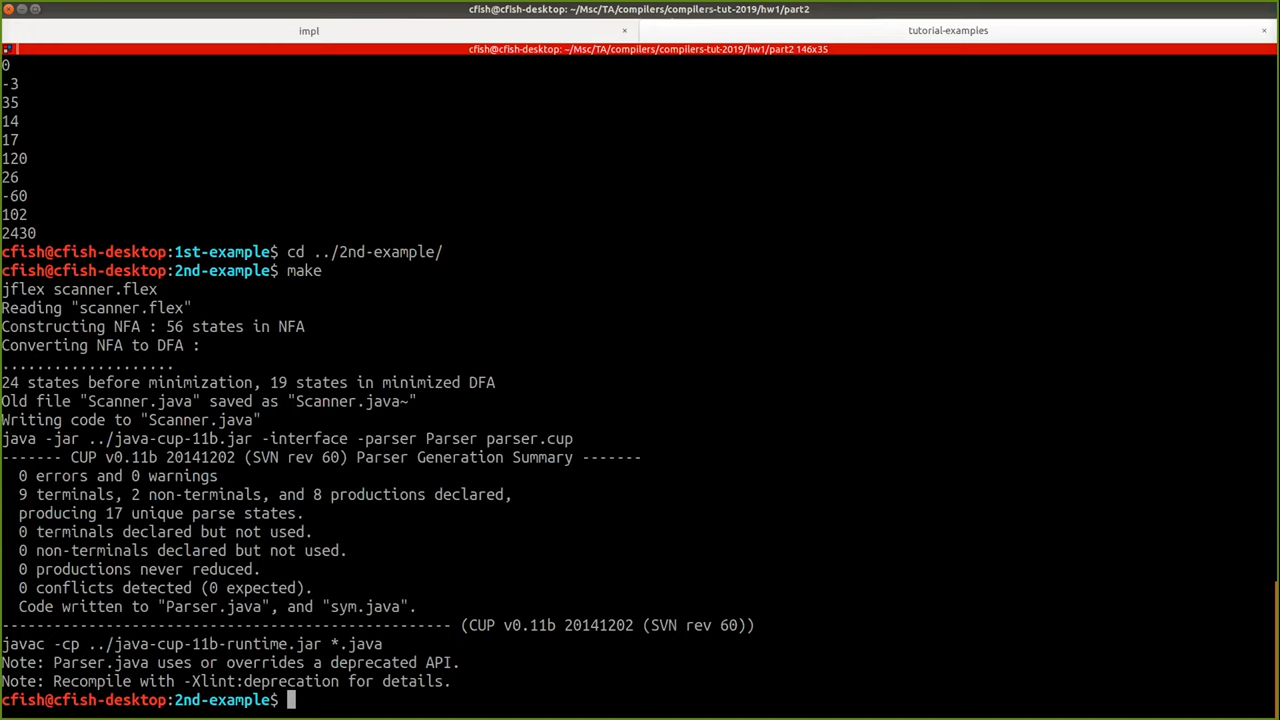 cfish@cfish-desktop: ~/Msc/TA/compilers/compilers-tut-2019/hw1/part2
impl × tutorial-examples ×
cfish@cfish-desktop: ~/Msc/TA/compilers/compilers-tut-2019/hw1/part2 146x35
0
-3
35
14
17
120
26
-60
102
2430
cfish@cfish-desktop:1st-example$ cd ../2nd-example/
cfish@cfish-desktop:2nd-example$ make
jflex scanner.flex
Reading "scanner.flex"
Constructing NFA : 56 states in NFA
Converting NFA to DFA :
...................
24 states before minimization, 19 states in minimized DFA
Old file "Scanner.java" saved as "Scanner.java~"
Writing code to "Scanner.java"
java -jar ../java-cup-11b.jar -interface -parser Parser parser.cup
------- CUP v0.11b 20141202 (SVN rev 60) Parser Generation Summary -------
  0 errors and 0 warnings
  9 terminals, 2 non-terminals, and 8 productions declared,
  producing 17 unique parse states.
  0 terminals declared but not used.
  0 non-terminals declared but not used.
  0 productions never reduced.
  0 conflicts detected (0 expected).
  Code written to "Parser.java", and "sym.java".
---------------------------------------------------- (CUP v0.11b 20141202 (SVN rev 60))
javac -cp ../java-cup-11b-runtime.jar *.java
Note: Parser.java uses or overrides a deprecated API.
Note: Recompile with -Xlint:deprecation for details.
cfish@cfish-desktop:2nd-example$